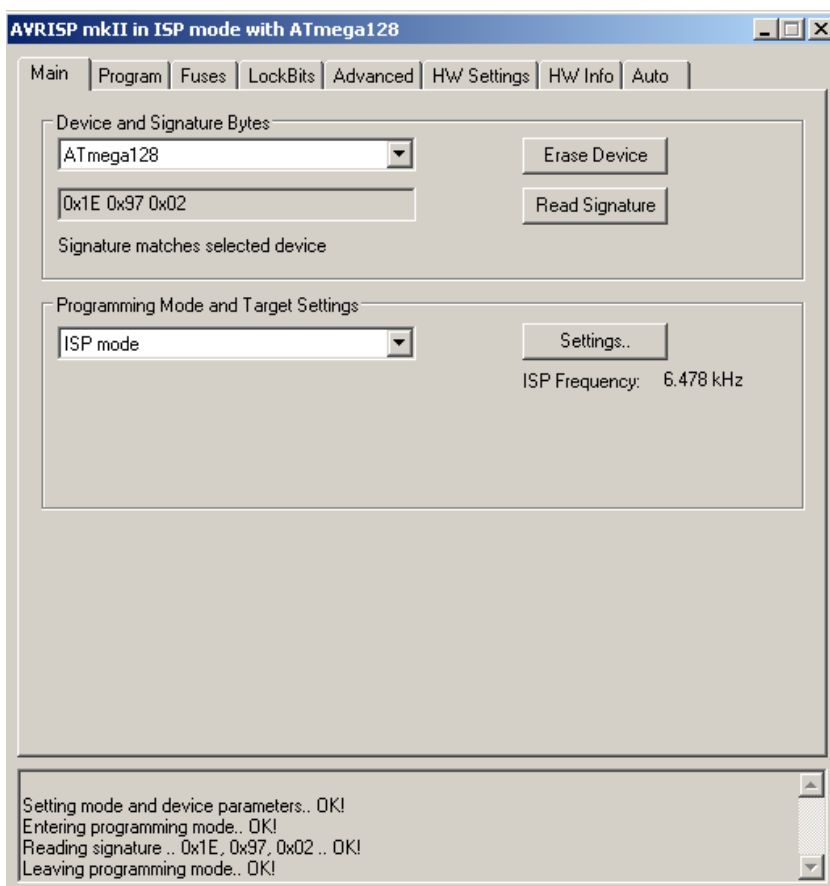 AVRISP mkII in ISP mode with ATmega128
Main Program Fuses LockBits Advanced HW Settings HW Info Auto
Device and Signature Bytes
ATmega128 Erase Device
0x1E 0x97 0x02 Read Signature
Signature matches selected device
Programming Mode and Target Settings
ISP mode Settings..
ISP Frequency: 6.478 kHz
Setting mode and device parameters.. OK!
Entering programming mode.. OK!
Reading signature .. 0x1E, 0x97, 0x02 .. OK!
Leaving programming mode.. OK!